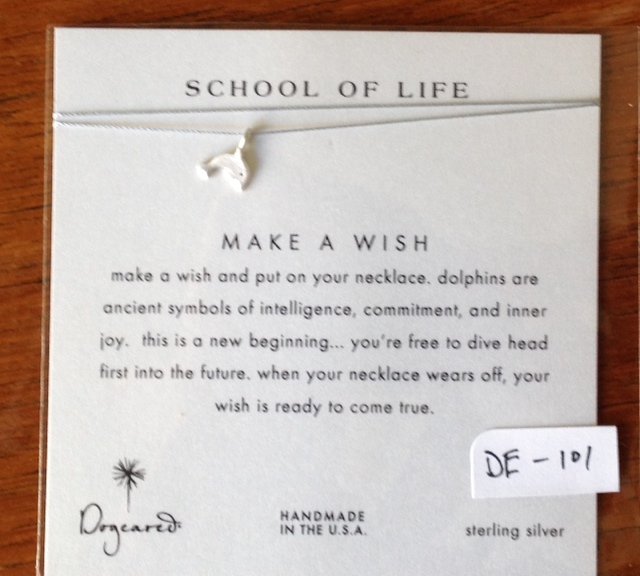 SCHOOL OF LIFE
MAKE A WISH
make a wish and put on your necklace. dolphins are
ancient symbols of intelligence, commitment, and inner
joy. this is a new beginning... you're free to dive head
first into the future. when your necklace wears off, your
wish is ready to come true.
DE-101
Dogeared
HANDMADE
IN THE U.S.A.
sterling silver